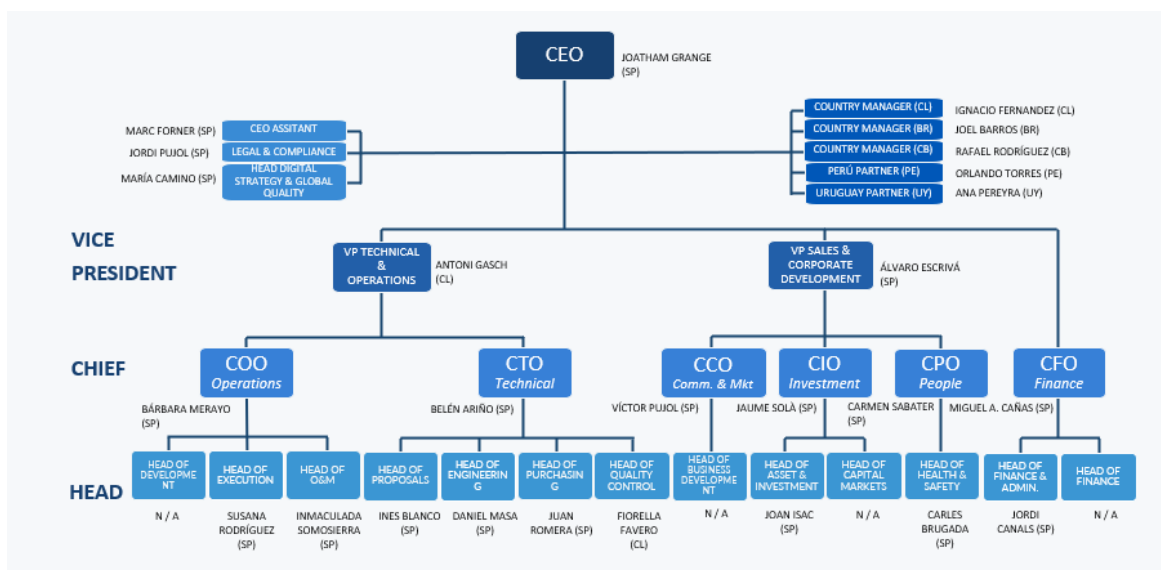 CEO
JOATHAM GRANGE
(SP)
MARC FORNER (SP)
CEO ASSITANT
JORDI PUJOL (SP)
LEGAL & COMPLIANCE
MARÍA CAMINO (SP)
HEAD DIGITAL
STRATEGY & GLOBAL
QUALITY
COUNTRY MANAGER (CL)
IGNACIO FERNANDEZ (CL)
COUNTRY MANAGER (BR)
JOEL BARROS (BR)
COUNTRY MANAGER (CB)
RAFAEL RODRÍGUEZ (CB)
PERÚ PARTNER (PE)
ORLANDO TORRES (PE)
URUGUAY PARTNER (UY)
ANA PEREYRA (UY)
VICE
PRESIDENT
VP TECHNICAL
&
OPERATIONS
ANTONI GASCH
(CL)
VP SALES &
CORPORATE
DEVELOPMENT
ÁLVARO ESCRIVÁ
(SP)
CHIEF
COO
Operations
BÁRBARA MERAYO
(SP)
CTO
Technical
BELÉN ARIÑO (SP)
CCO
Comm. & Mkt
VÍCTOR PUJOL (SP)
CIO
Investment
JAUME SOLÀ (SP)
CPO
People
CARMEN SABATER
(SP)
CFO
Finance
MIGUEL A. CAÑAS (SP)
HEAD
HEAD OF
DEVELOPME
NT
N / A
HEAD OF
EXECUTION
SUSANA
RODRÍGUEZ
(SP)
HEAD OF
O&M
INMACULADA
SOMOSIERRA
(SP)
HEAD OF
PROPOSALS
INES BLANCO
(SP)
HEAD OF
ENGINEERIN
G
DANIEL MASA
(SP)
HEAD OF
PURCHASIN
G
JUAN
ROMERA (SP)
HEAD OF
QUALITY
CONTROL
FIORELLA
FAVERO
(CL)
HEAD OF
BUSINESS
DEVELOPME
NT
N / A
HEAD OF
ASSET &
INVESTMENT
JOAN ISAC
(SP)
HEAD OF
CAPITAL
MARKETS
N / A
HEAD OF
HEALTH &
SAFETY
CARLES
BRUGADA
(SP)
HEAD OF
FINANCE &
ADMIN.
JORDI
CANALS (SP)
HEAD OF
FINANCE
N / A